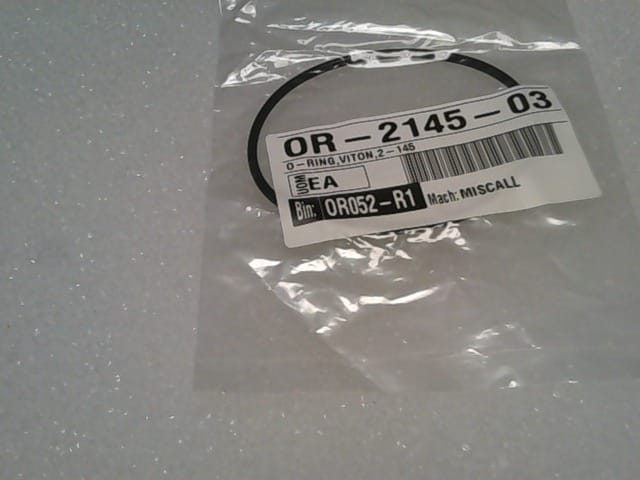 OR-2145-03
O-RING,VITON,2-145
UOM EA
Bin: OR052-R1 Mach: MISCALL